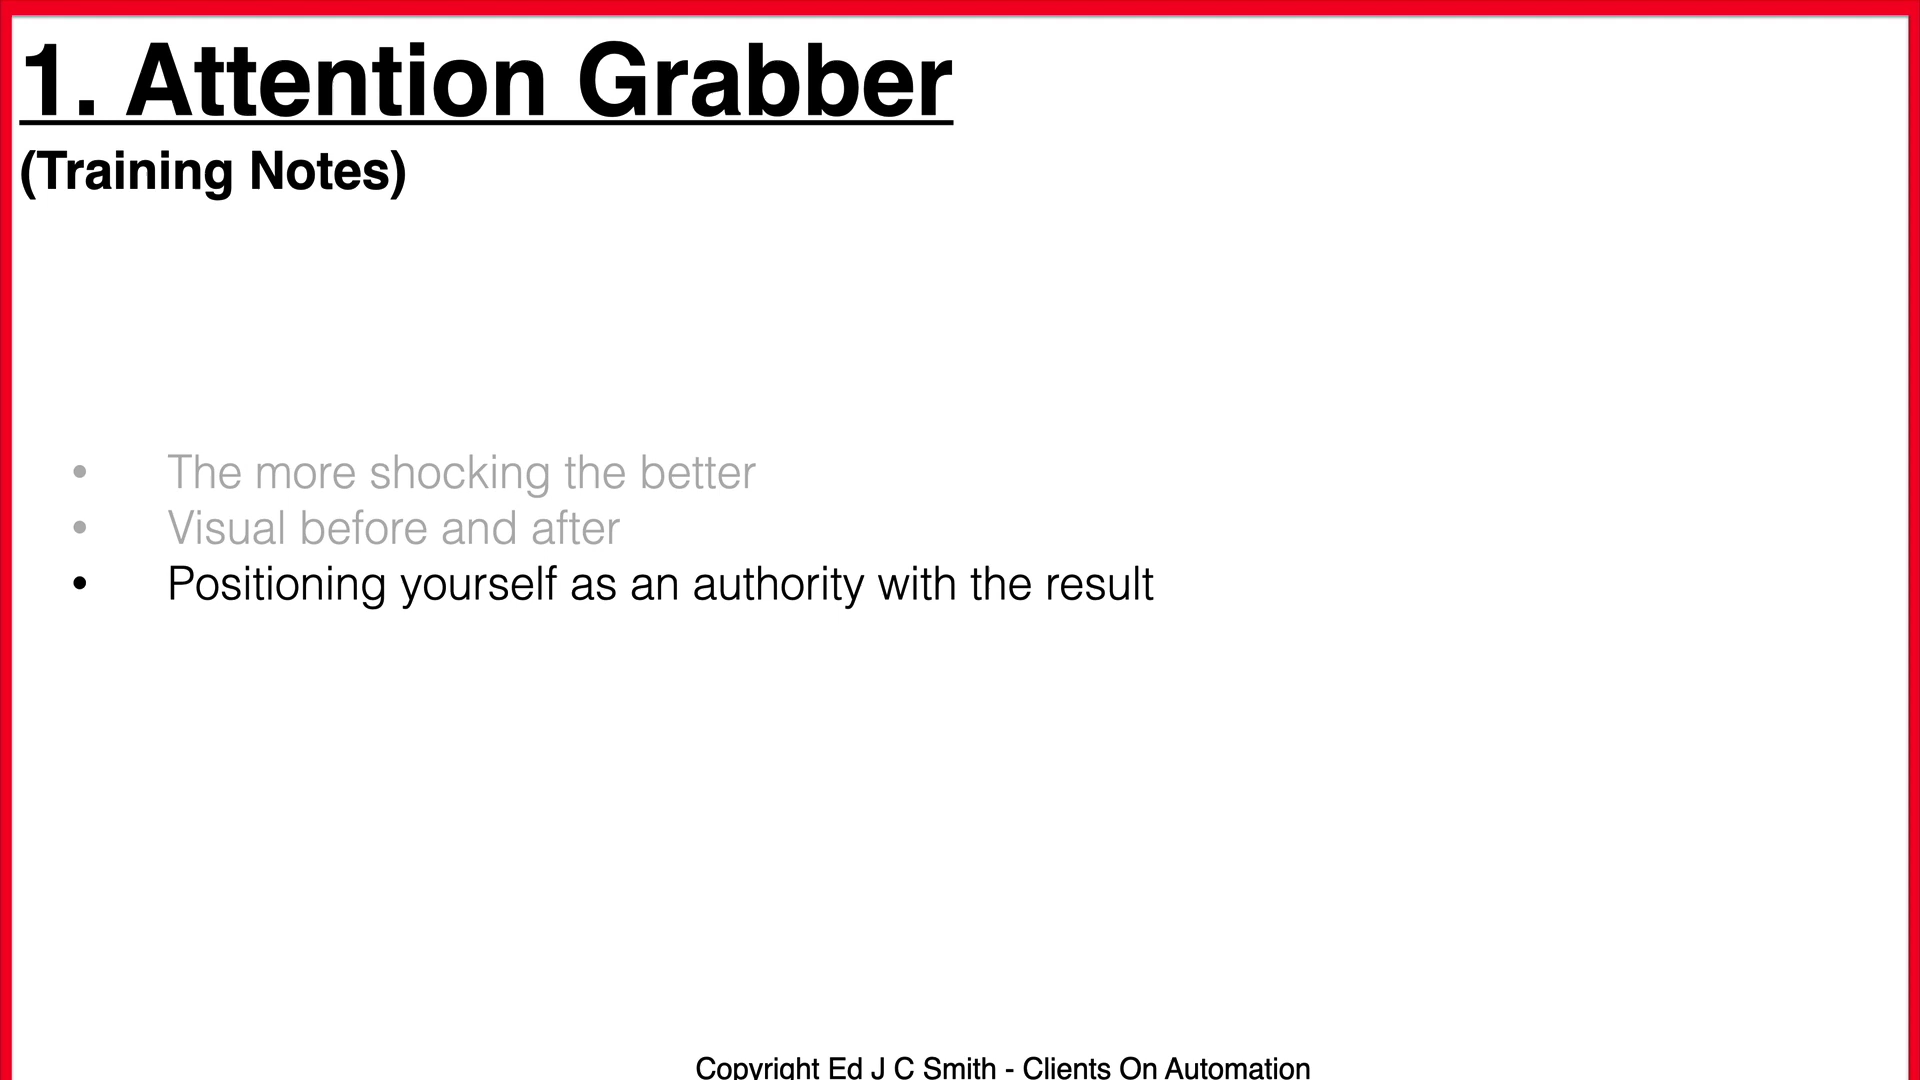 1. Attention Grabber
(Training Notes)
• The more shocking the better
• Visual before and after
• Positioning yourself as an authority with the result
Copyright Ed J C Smith - Clients On Automation